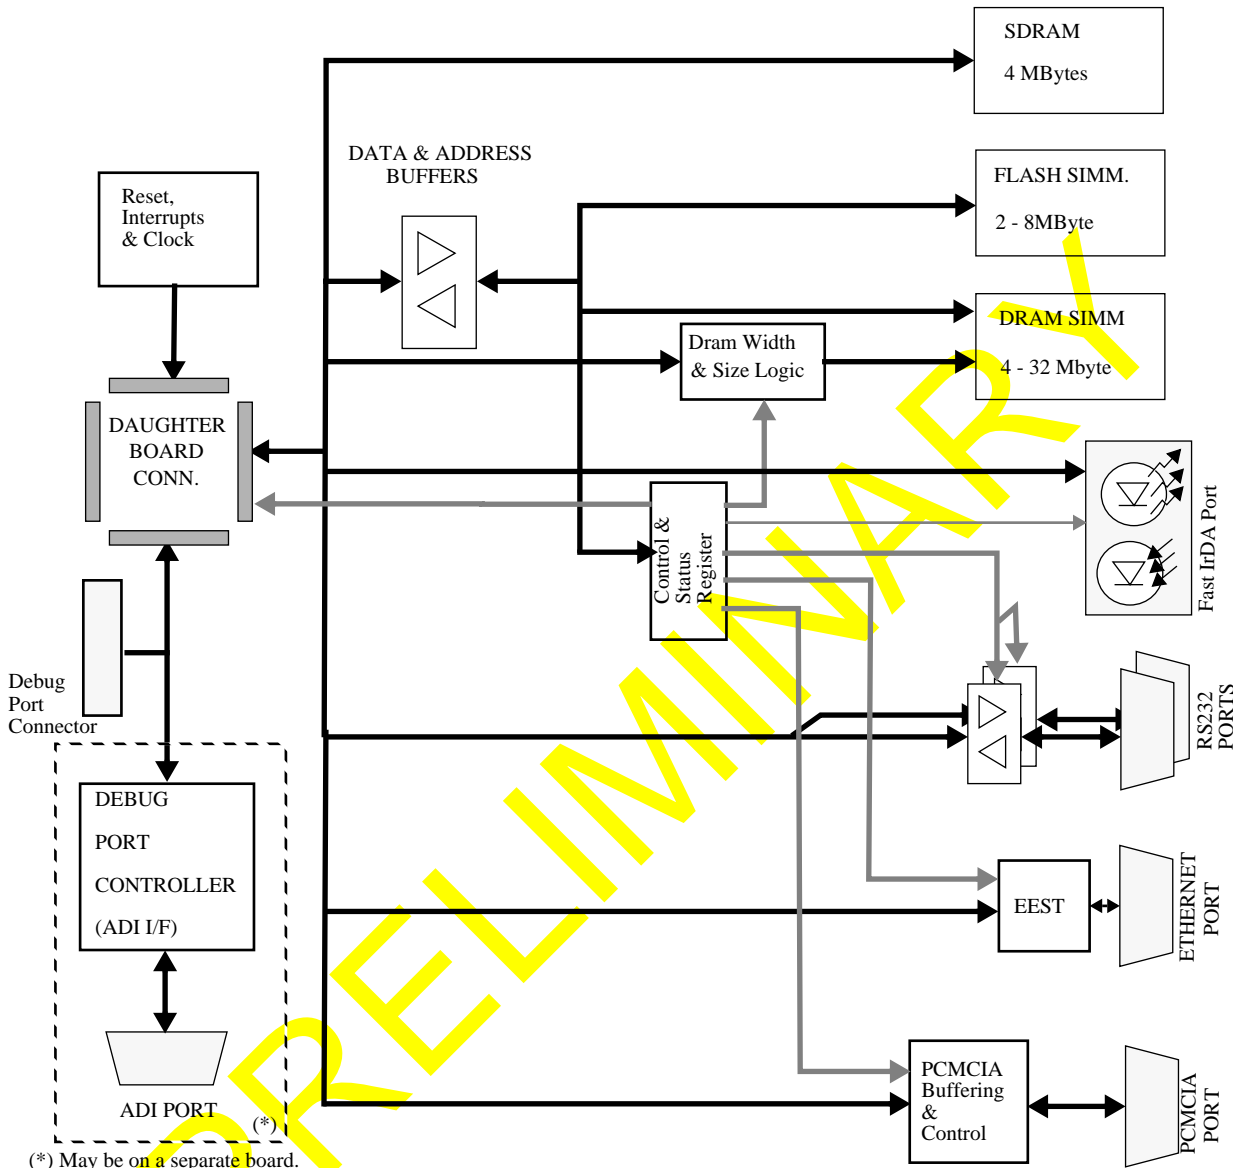 SDRAM
4 MBytes
DATA & ADDRESS
BUFFERS
FLASH SIMM.
2 - 8MByte
Reset,
Interrupts
& Clock
DRAM SIMM
4 - 32 Mbyte
Dram Width
& Size Logic
DAUGHTER
BOARD
CONN.
Control &
Status
Register
Fast IrDA Port
Debug
Port
Connector
RS232
PORTS
DEBUG
PORT
CONTROLLER
(ADI I/F)
EEST
ETHERNET
PORT
ADI PORT
(*)
PCMCIA
Buffering
&
Control
PCMCIA
PORT
(*) May be on a separate board.
PRELIMINARY